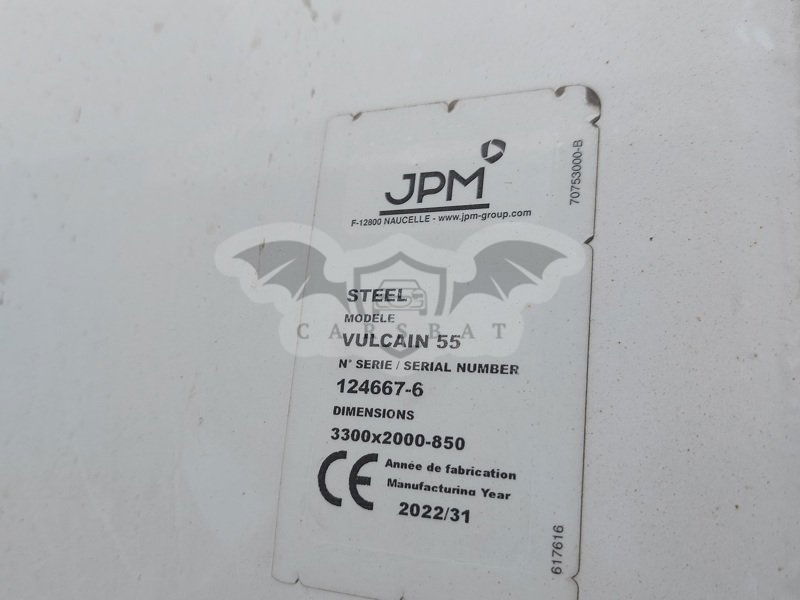 JPM
F-12800 NAUCELLE - www.jpm-group.com
70753000-B
STEEL
MODELE
CARSBAT
VULCAIN 55
N° SERIE / SERIAL NUMBER
124667-6
DIMENSIONS
3300x2000-850
CE
Année de fabrication
Manufacturing Year
2022/31
617616